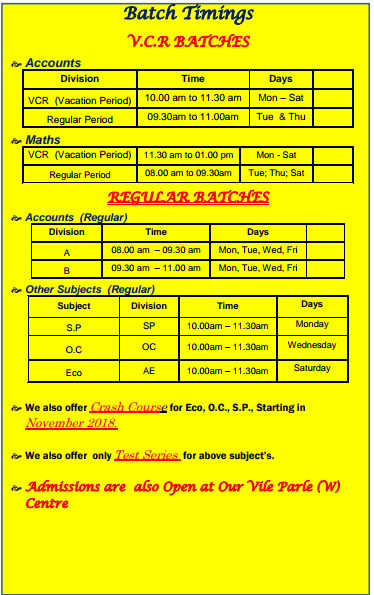 Batch Timings
V.C.R BATCHES
Accounts
Division Time Days
VCR (Vacation Period) 10.00 am to 11.30 am Mon – Sat
Regular Period 09.30am to 11.00am Tue & Thu
Maths
VCR (Vacation Period) 11.30 am to 01.00 pm Mon - Sat
Regular Period 08.00 am to 09.30am Tue; Thu; Sat
REGULAR BATCHES
Accounts (Regular)
Division Time Days
A 08.00 am – 09.30 am Mon, Tue, Wed, Fri
B 09.30 am – 11.00 am Mon, Tue, Wed, Fri
Other Subjects (Regular)
Subject Division Time Days
S.P SP 10.00am – 11.30am Monday
O.C OC 10.00am – 11.30am Wednesday
Eco AE 10.00am – 11.30am Saturday
We also offer Crash Course for Eco, O.C., S.P., Starting in
November 2018.
We also offer only Test Series for above subject's.
Admissions are also Open at Our Vile Parle (W)
Centre